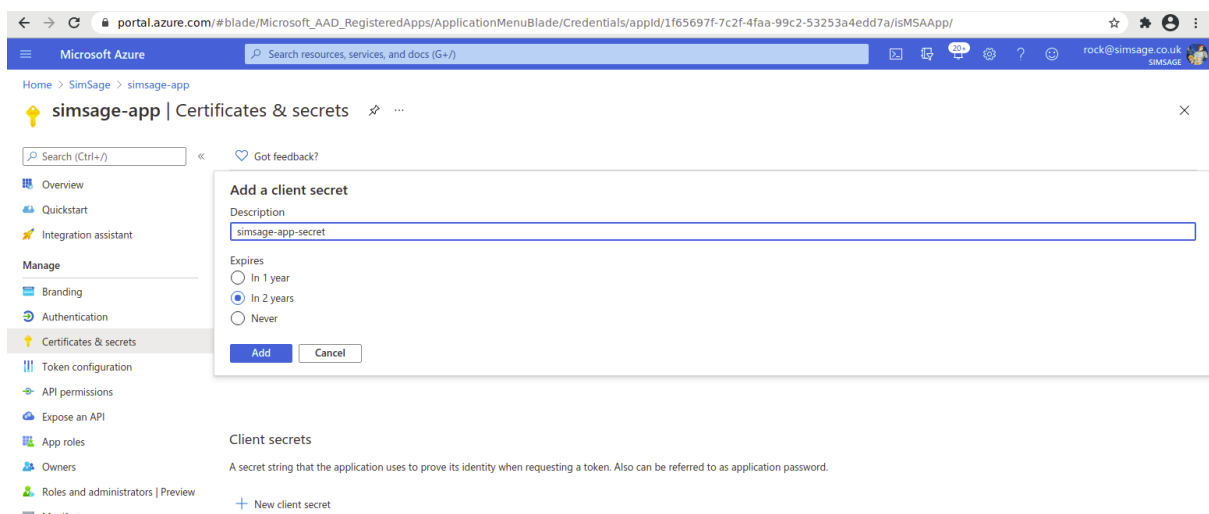 portal.azure.com/#blade/Microsoft_AAD_RegisteredApps/ApplicationMenuBlade/Credentials/appId/1f65697f-7c2f-4faa-99c2-53253a4edd7a/isMSAApp/
Microsoft Azure
Search resources, services, and docs (G+/)
20+
?
rock@simsage.co.uk
SIMSAGE
Home > SimSage > simsage-app
simsage-app | Certificates & secrets
Search (Ctrl+/)
«
Got feedback?
Overview
Quickstart
Integration assistant
Manage
Branding
Authentication
Certificates & secrets
Token configuration
API permissions
Expose an API
App roles
Owners
Roles and administrators | Preview
Add a client secret
Description
simsage-app-secret
Expires
In 1 year
In 2 years
Never
Add
Cancel
Client secrets
A secret string that the application uses to prove its identity when requesting a token. Also can be referred to as application password.
New client secret